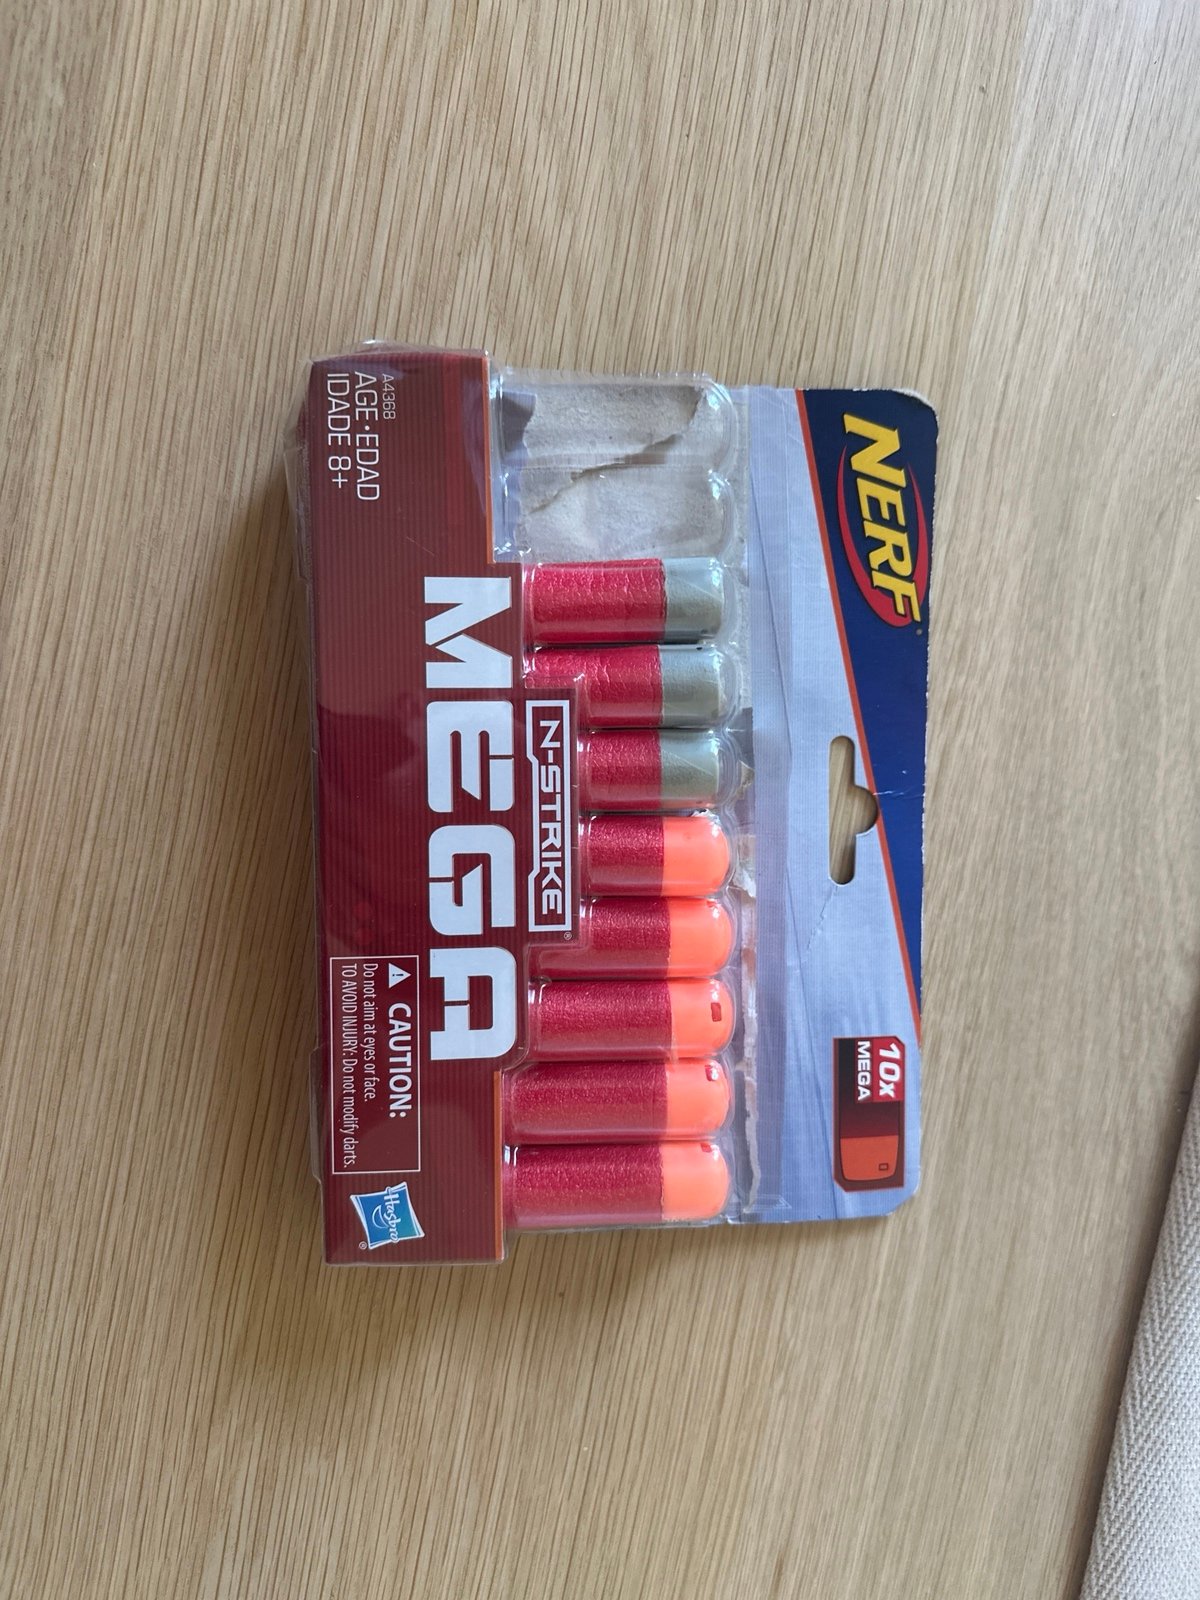 NERF
10x
MEGA
N-STRIKE®
MEGA
A4368
AGE•EDAD
IDADE 8+
⚠ CAUTION:
Do not aim at eyes or face.
TO AVOID INJURY: Do not modify darts.
Hasbro®